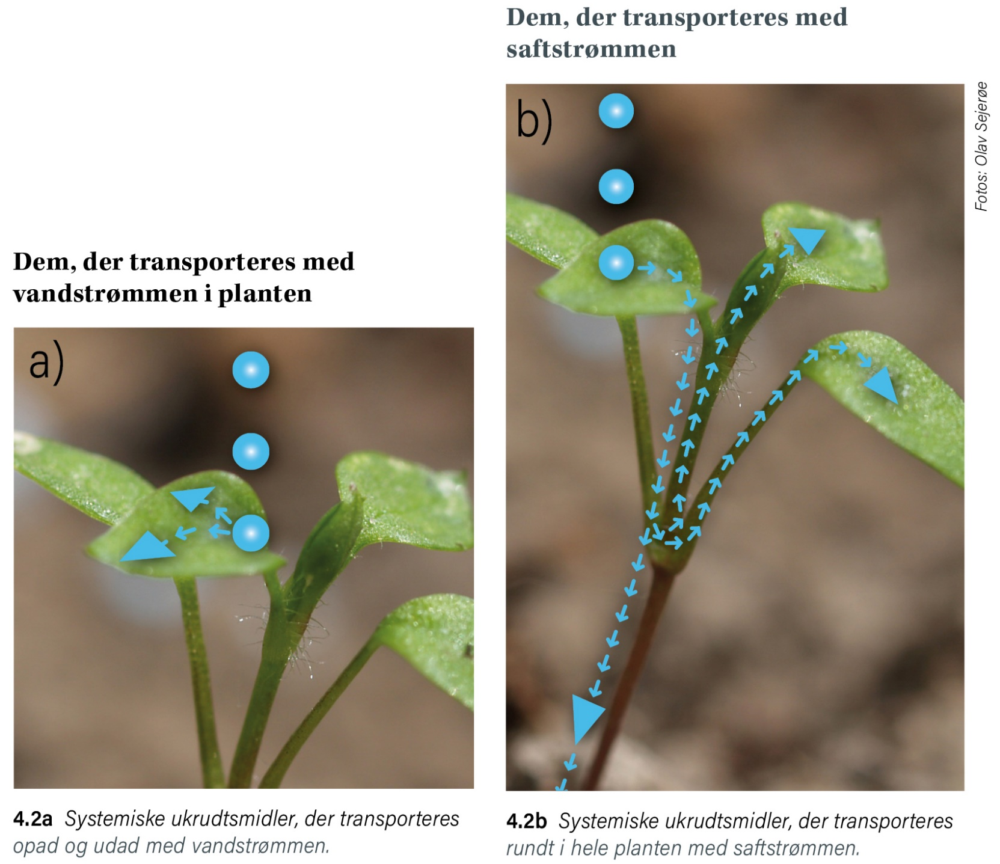 Dem, der transporteres med
vandstrømmen i planten
a)
4.2a Systemiske ukrudtsmidler, der transporteres
opad og udad med vandstrømmen.
Dem, der transporteres med
saftstrømmen
b)
Fotos: Olav Sejerøe
4.2b Systemiske ukrudtsmidler, der transporteres
rundt i hele planten med saftstrømmen.